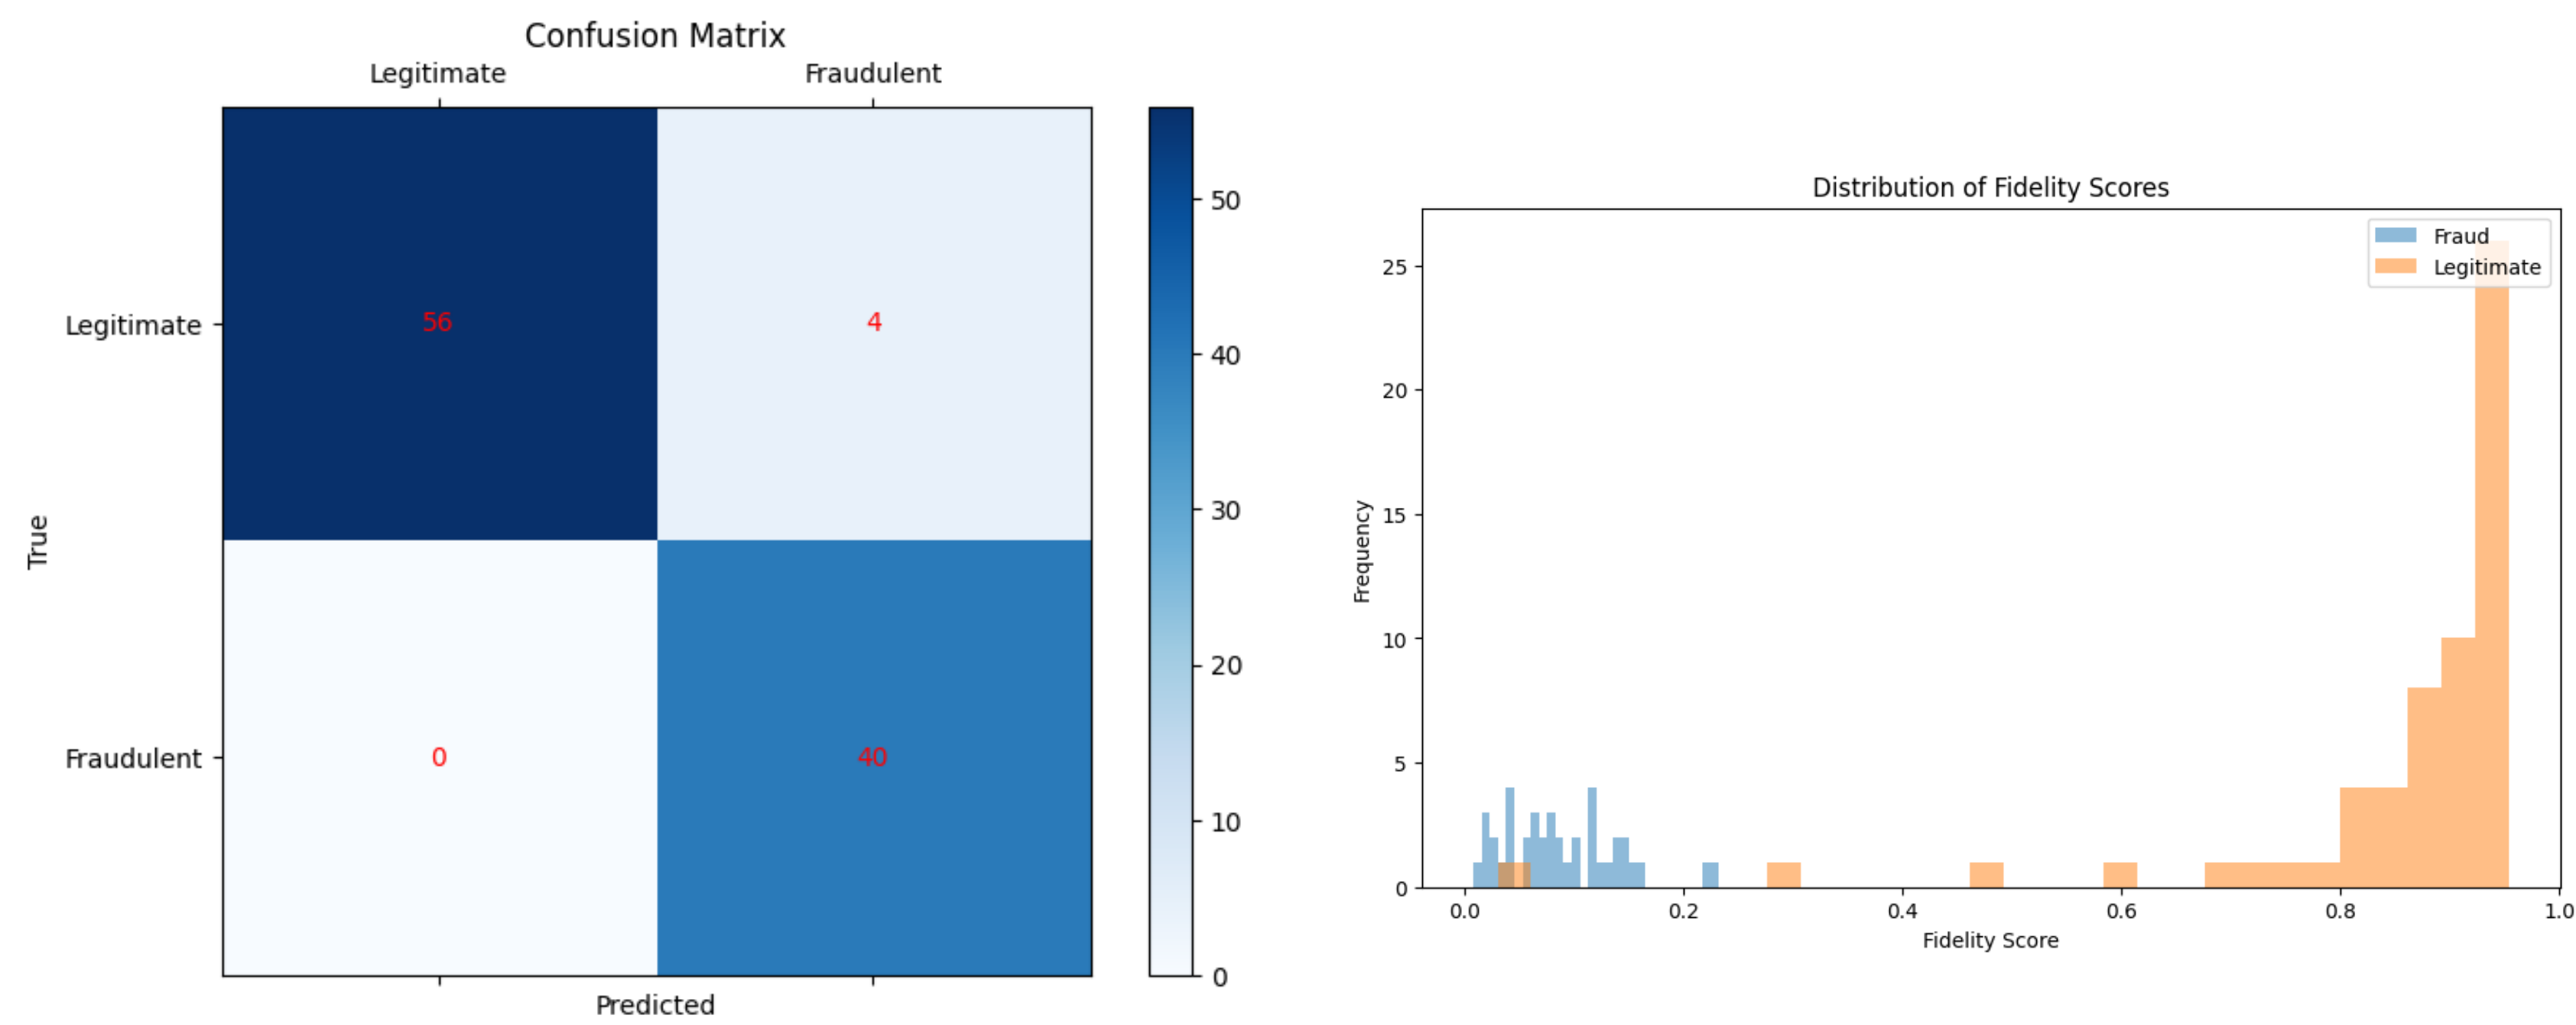 Confusion Matrix
Legitimate Fraudulent
Legitimate
56
4
Fraudulent
0
40
True
Predicted
50
40
30
20
10
0
Distribution of Fidelity Scores
Fraud
Legitimate
Frequency
25
20
15
10
5
0
0.0 0.2 0.4 0.6 0.8 1.0
Fidelity Score